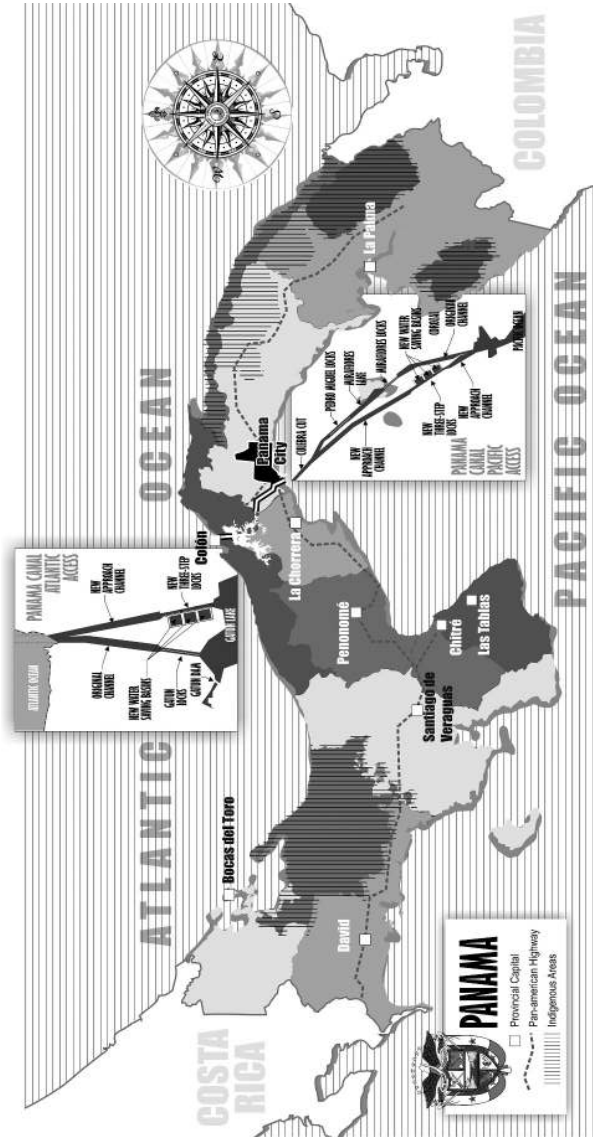 ATLANTIC OCEAN
PACIFIC OCEAN
COSTA
RICA
COLOMBIA
Bocas del Toro
David
Santiago de
Veraguas
Chitré
Las Tablas
Penonomé
La Chorrera
Colón
Panama
City
La Palma
PANAMA CANAL
ATLANTIC
ACCESS
ATLANTIC OCEAN
NEW
APPROACH
CHANNEL
ORIGINAL
CHANNEL
NEW WATER
SAVING BASINS
NEW
THREE-STEP
LOCKS
GATUN
LOCKS
GATUN DAM
GATUN LAKE
PANAMA
CANAL
PACIFIC
ACCESS
CULEBRA CUT
PEDRO MIGUEL LOCKS
MIRAFLORES
LAKE
MIRAFLORES LOCKS
NEW WATER
SAVING BASINS
COROZAL
ORIGINAL
CHANNEL
NEW
APPROACH
CHANNEL
NEW
THREE-STEP
LOCKS
NEW
APPROACH
CHANNEL
PACIFIC OCEAN
PANAMA
Provincial Capital
Pan-american Highway
Indigenous Areas